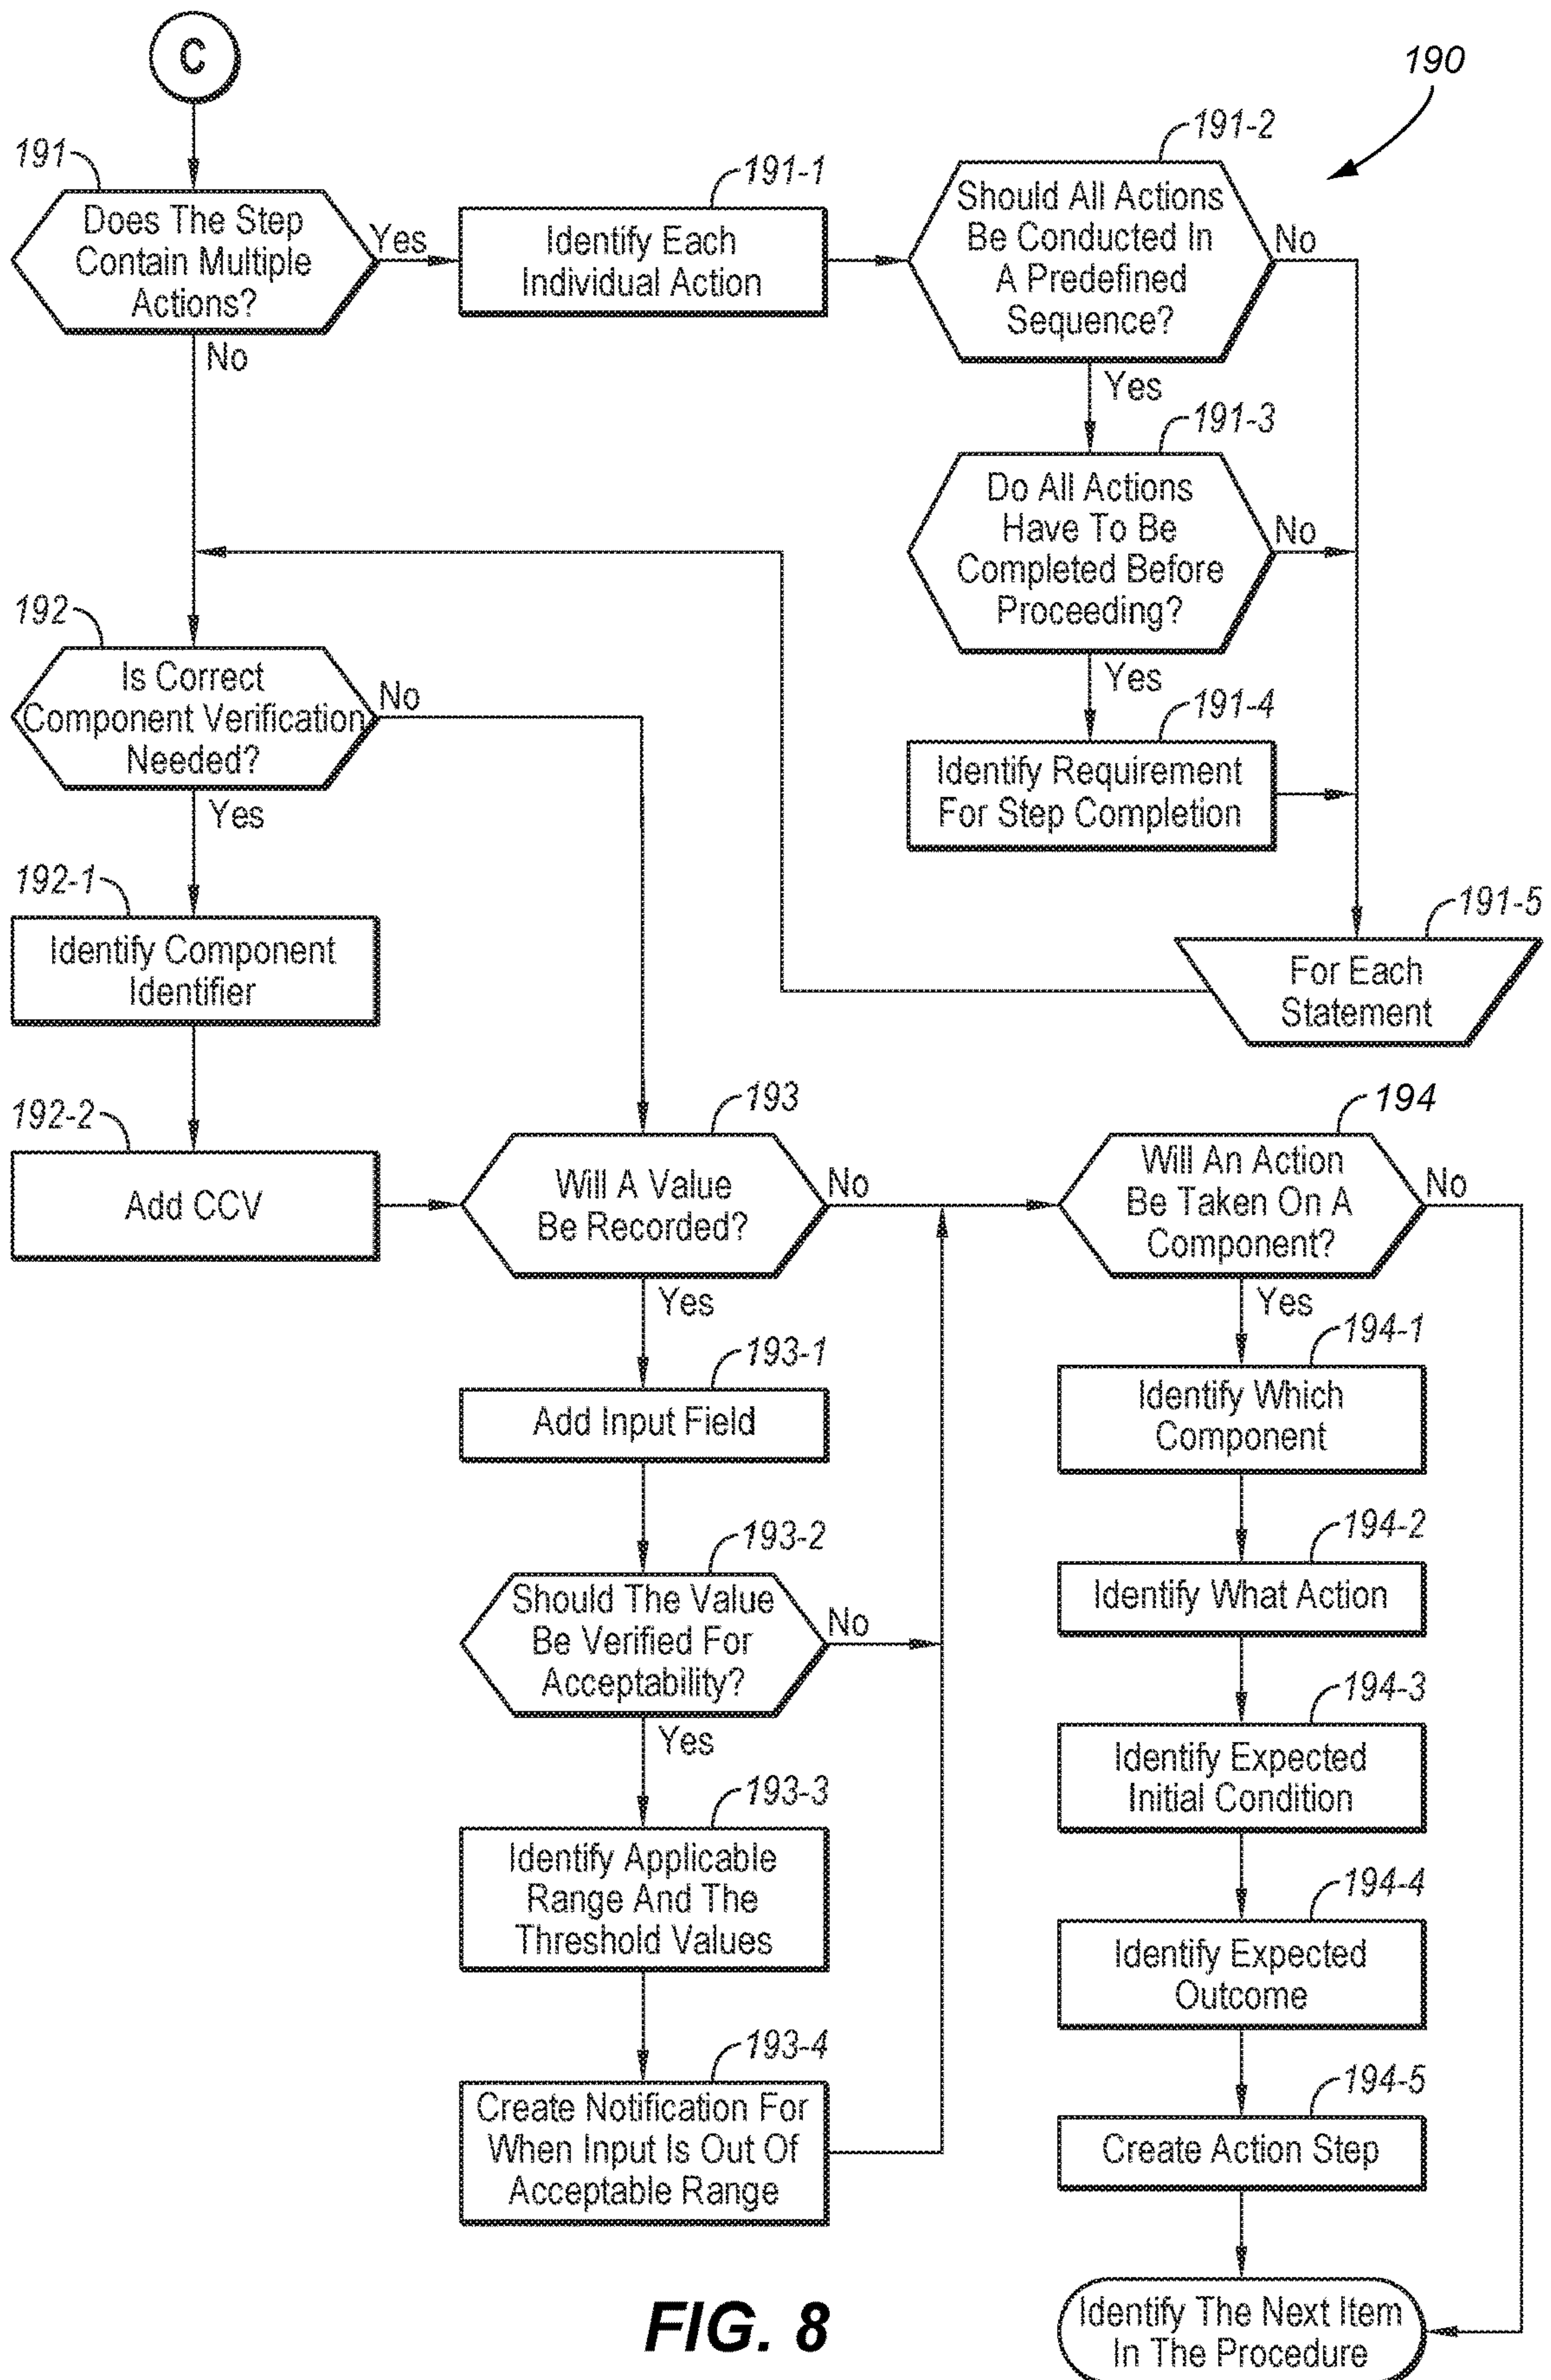 C
190
191
Does The Step
Contain Multiple
Actions?
Yes
No
191-1
Identify Each
Individual Action
191-2
Should All Actions
Be Conducted In
A Predefined
Sequence?
No
Yes
191-3
Do All Actions
Have To Be
Completed Before
Proceeding?
No
Yes
191-4
Identify Requirement
For Step Completion
191-5
For Each
Statement
192
Is Correct
Component Verification
Needed?
No
Yes
192-1
Identify Component
Identifier
192-2
Add CCV
193
Will A Value
Be Recorded?
No
Yes
193-1
Add Input Field
193-2
Should The Value
Be Verified For
Acceptability?
No
Yes
193-3
Identify Applicable
Range And The
Threshold Values
193-4
Create Notification For
When Input Is Out Of
Acceptable Range
194
Will An Action
Be Taken On A
Component?
No
Yes
194-1
Identify Which
Component
194-2
Identify What Action
194-3
Identify Expected
Initial Condition
194-4
Identify Expected
Outcome
194-5
Create Action Step
Identify The Next Item
In The Procedure
FIG. 8